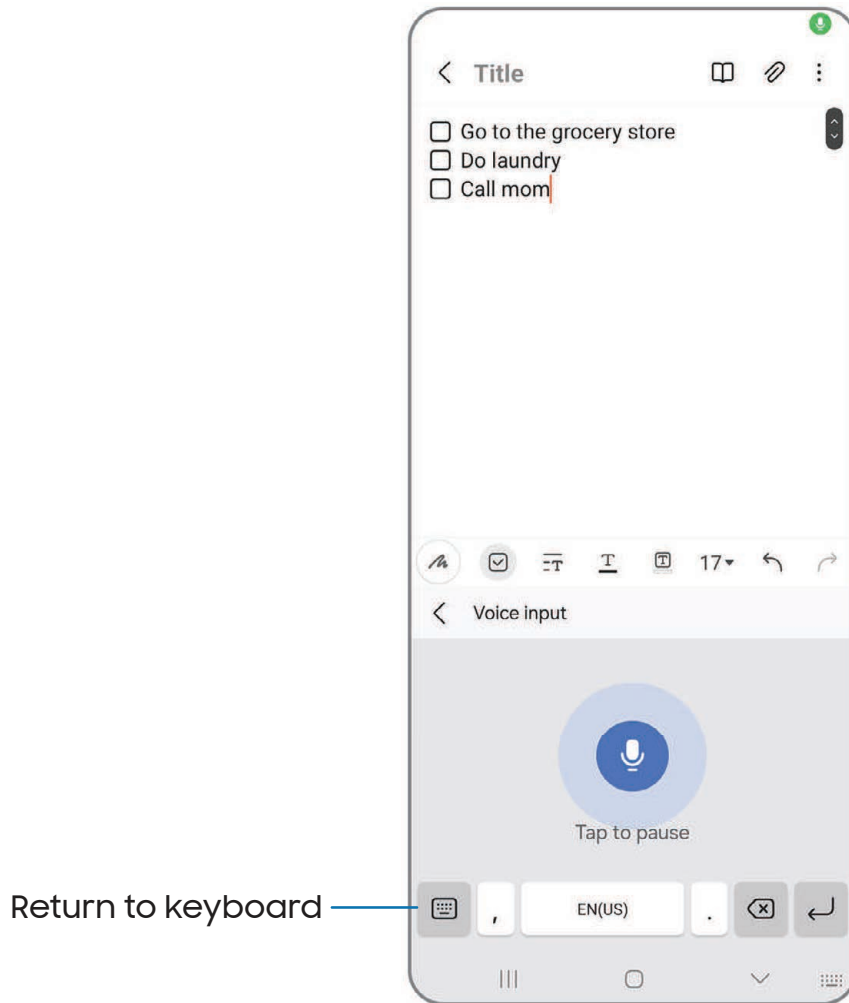 Title
Go to the grocery store
Do laundry
Call mom
17
Voice input
Tap to pause
Return to keyboard
, EN(US) .